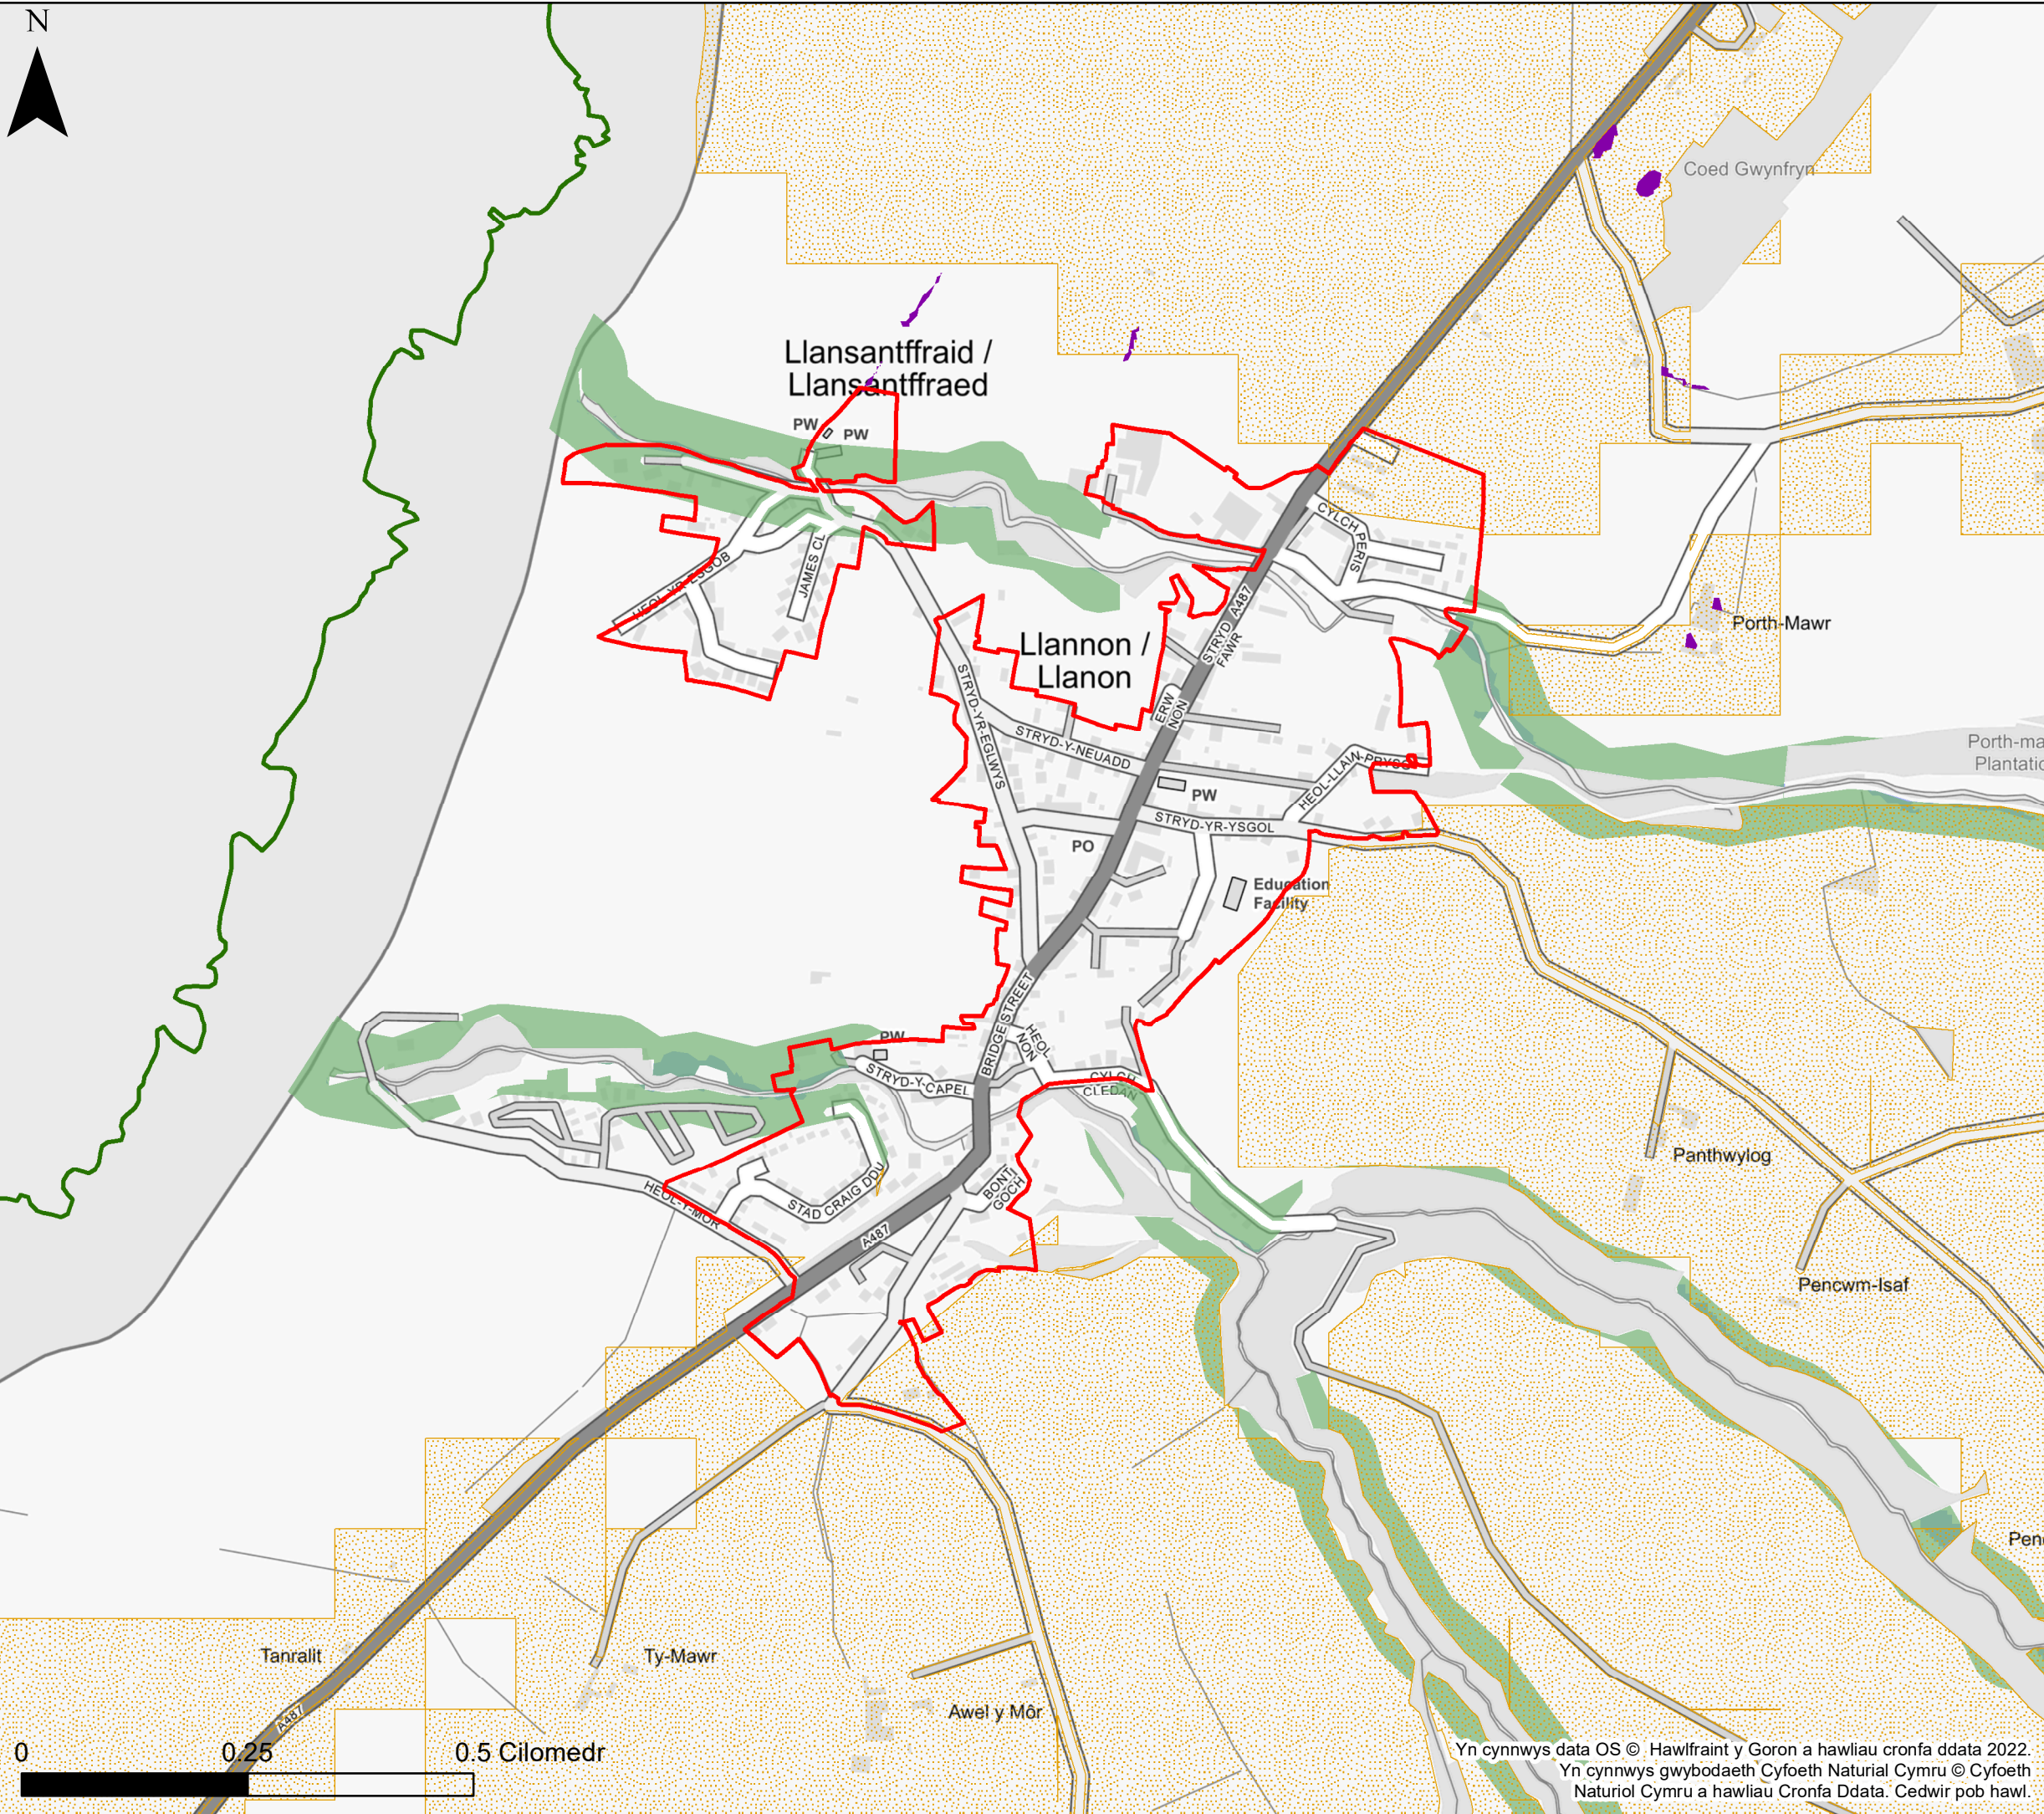 N
Coed Gwynfryn
Llansantffraid /
Llansantffraed
PW
PW
CYLCH
PERIS
JAMES CL
HEOL-YR-ESGOB
Porth-Mawr
Llannon /
Llanon
STRYD A487
FAWR
ERW
NON
STRYD-YR-EGLWYS
STRYD-Y-NEUADD
HEOL-LLAIN-PRYSG
Porth-ma
Plantatio
PW
STRYD-YR-YSGOL
PO
Education
Facility
BRIDGE STREET
HEOL
NON
PW
STRYD-Y-CAPEL
CYLCH
CLEDAN
Panthwylog
BONT
GOCH
STAD CRAIG DDU
HEOL-Y-MOR
A487
Pencwm-Isaf
Pen
Tanrallt
Ty-Mawr
Awel y Môr
A487
0 0.25 0.5 Cilomedr
Yn cynnwys data OS © Hawlfraint y Goron a hawliau cronfa ddata 2022.
Yn cynnwys gwybodaeth Cyfoeth Naturial Cymru © Cyfoeth
Naturiol Cymru a hawliau Cronfa Ddata. Cedwir pob hawl.